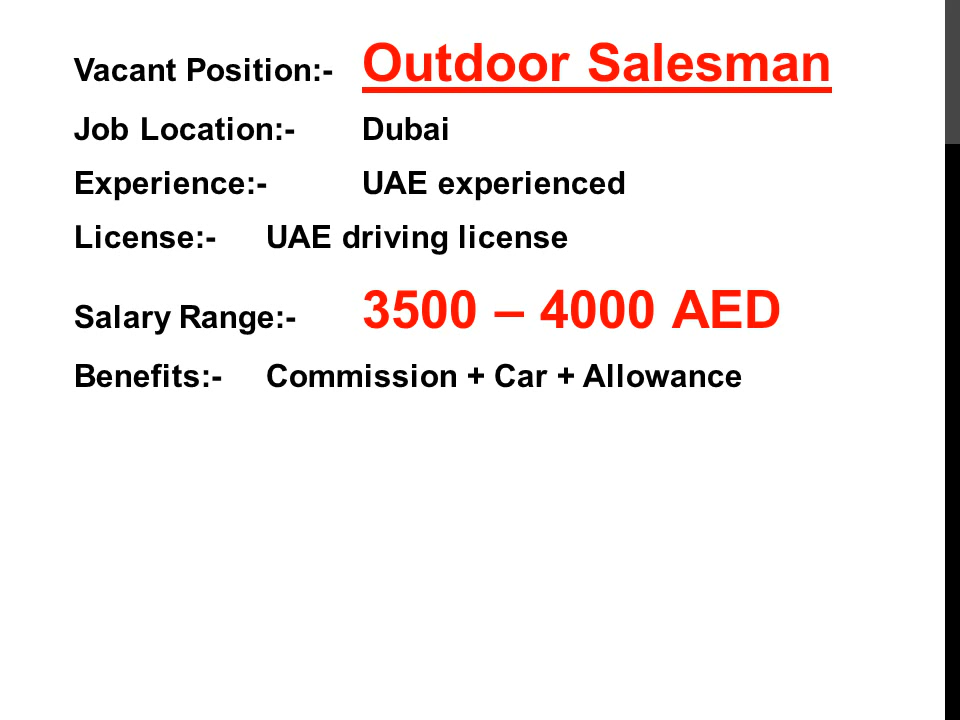 Vacant Position:- Outdoor Salesman
Job Location:- Dubai
Experience:- UAE experienced
License:- UAE driving license
Salary Range:- 3500 – 4000 AED
Benefits:- Commission + Car + Allowance